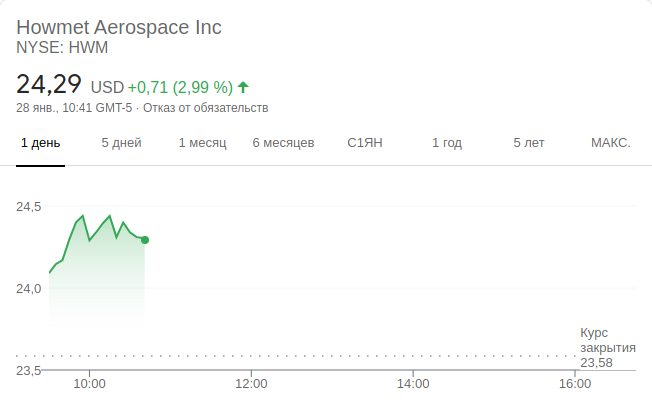 Howmet Aerospace Inc
NYSE: HWM
24,29 USD +0,71 (2,99 %)
28 янв., 10:41 GMT-5 · Отказ от обязательств
1 день 5 дней 1 месяц 6 месяцев С1ЯН 1 год 5 лет МАКС.
24,5
24,0
Курс
закрытия
23,58
23,5
10:00 12:00 14:00 16:00